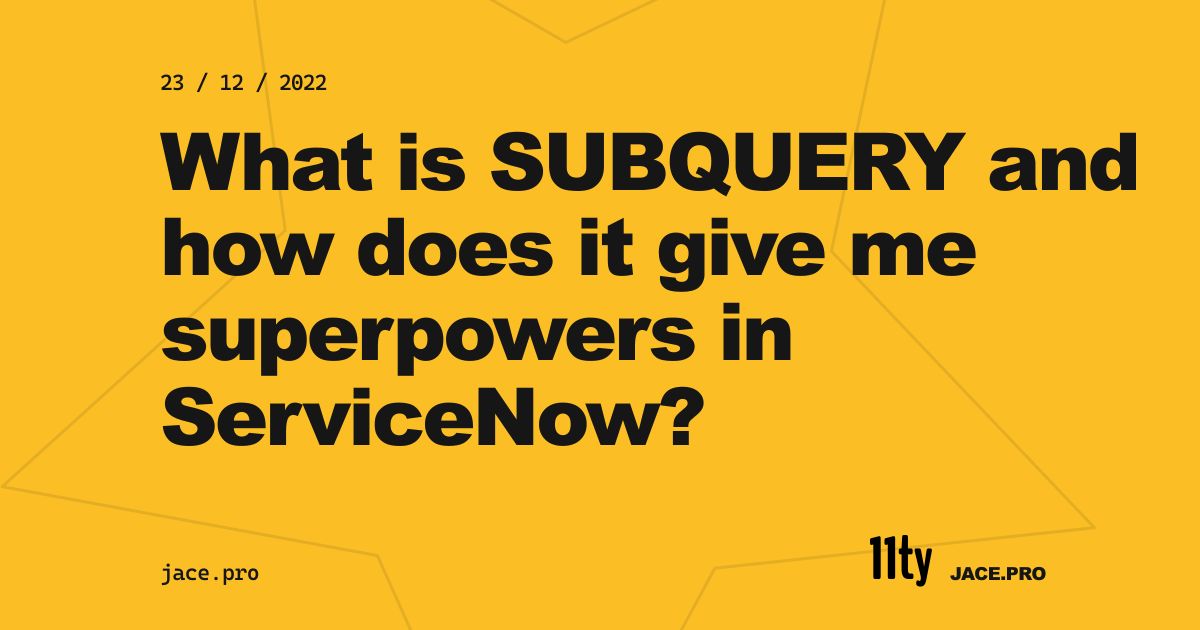 23 / 12 / 2022
What is SUBQUERY and
how does it give me
superpowers in
ServiceNow?
jace.pro
11ty JACE.PRO